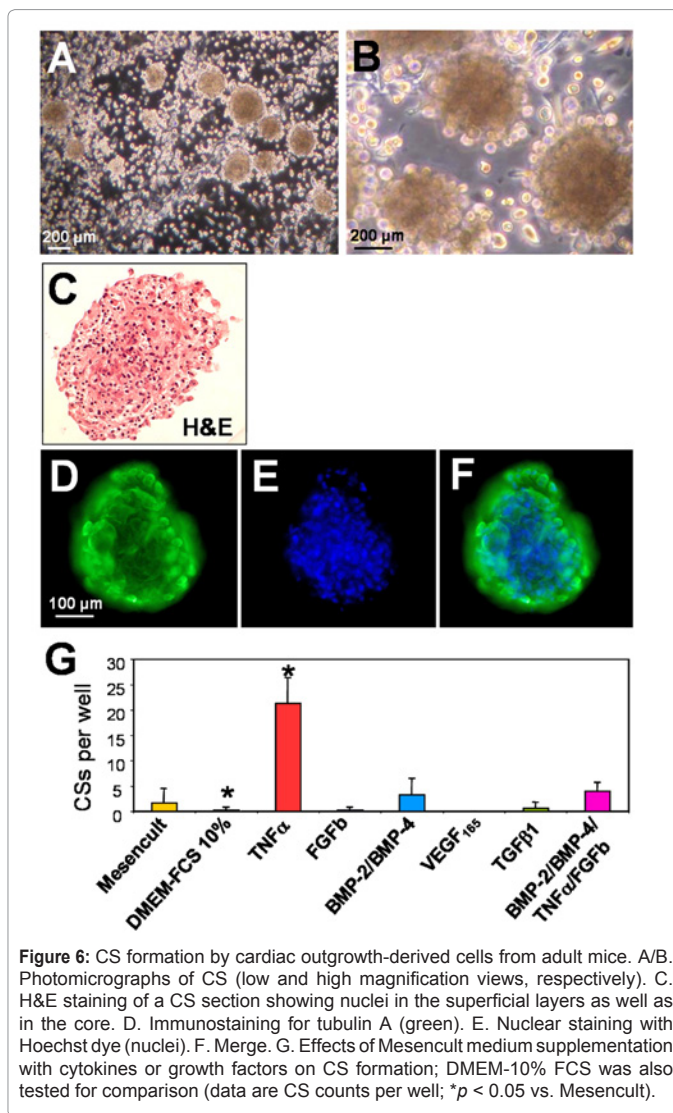 A
200 µm
B
200 µm
C
H&E
D
100 µm
E
F
G
CSs per well
30
25
20
15
10
5
0
*
*
Mesencult
DMEM-FCS 10%
TNFα
FGFb
BMP-2/BMP-4
VEGF165
TGFβ1
BMP-2/BMP-4/
TNFα/FGFb
Figure 6: CS formation by cardiac outgrowth-derived cells from adult mice. A/B.
Photomicrographs of CS (low and high magnification views, respectively). C.
H&E staining of a CS section showing nuclei in the superficial layers as well as
in the core. D. Immunostaining for tubulin A (green). E. Nuclear staining with
Hoechst dye (nuclei). F. Merge. G. Effects of Mesencult medium supplementation
with cytokines or growth factors on CS formation; DMEM-10% FCS was also
tested for comparison (data are CS counts per well; *p < 0.05 vs. Mesencult).